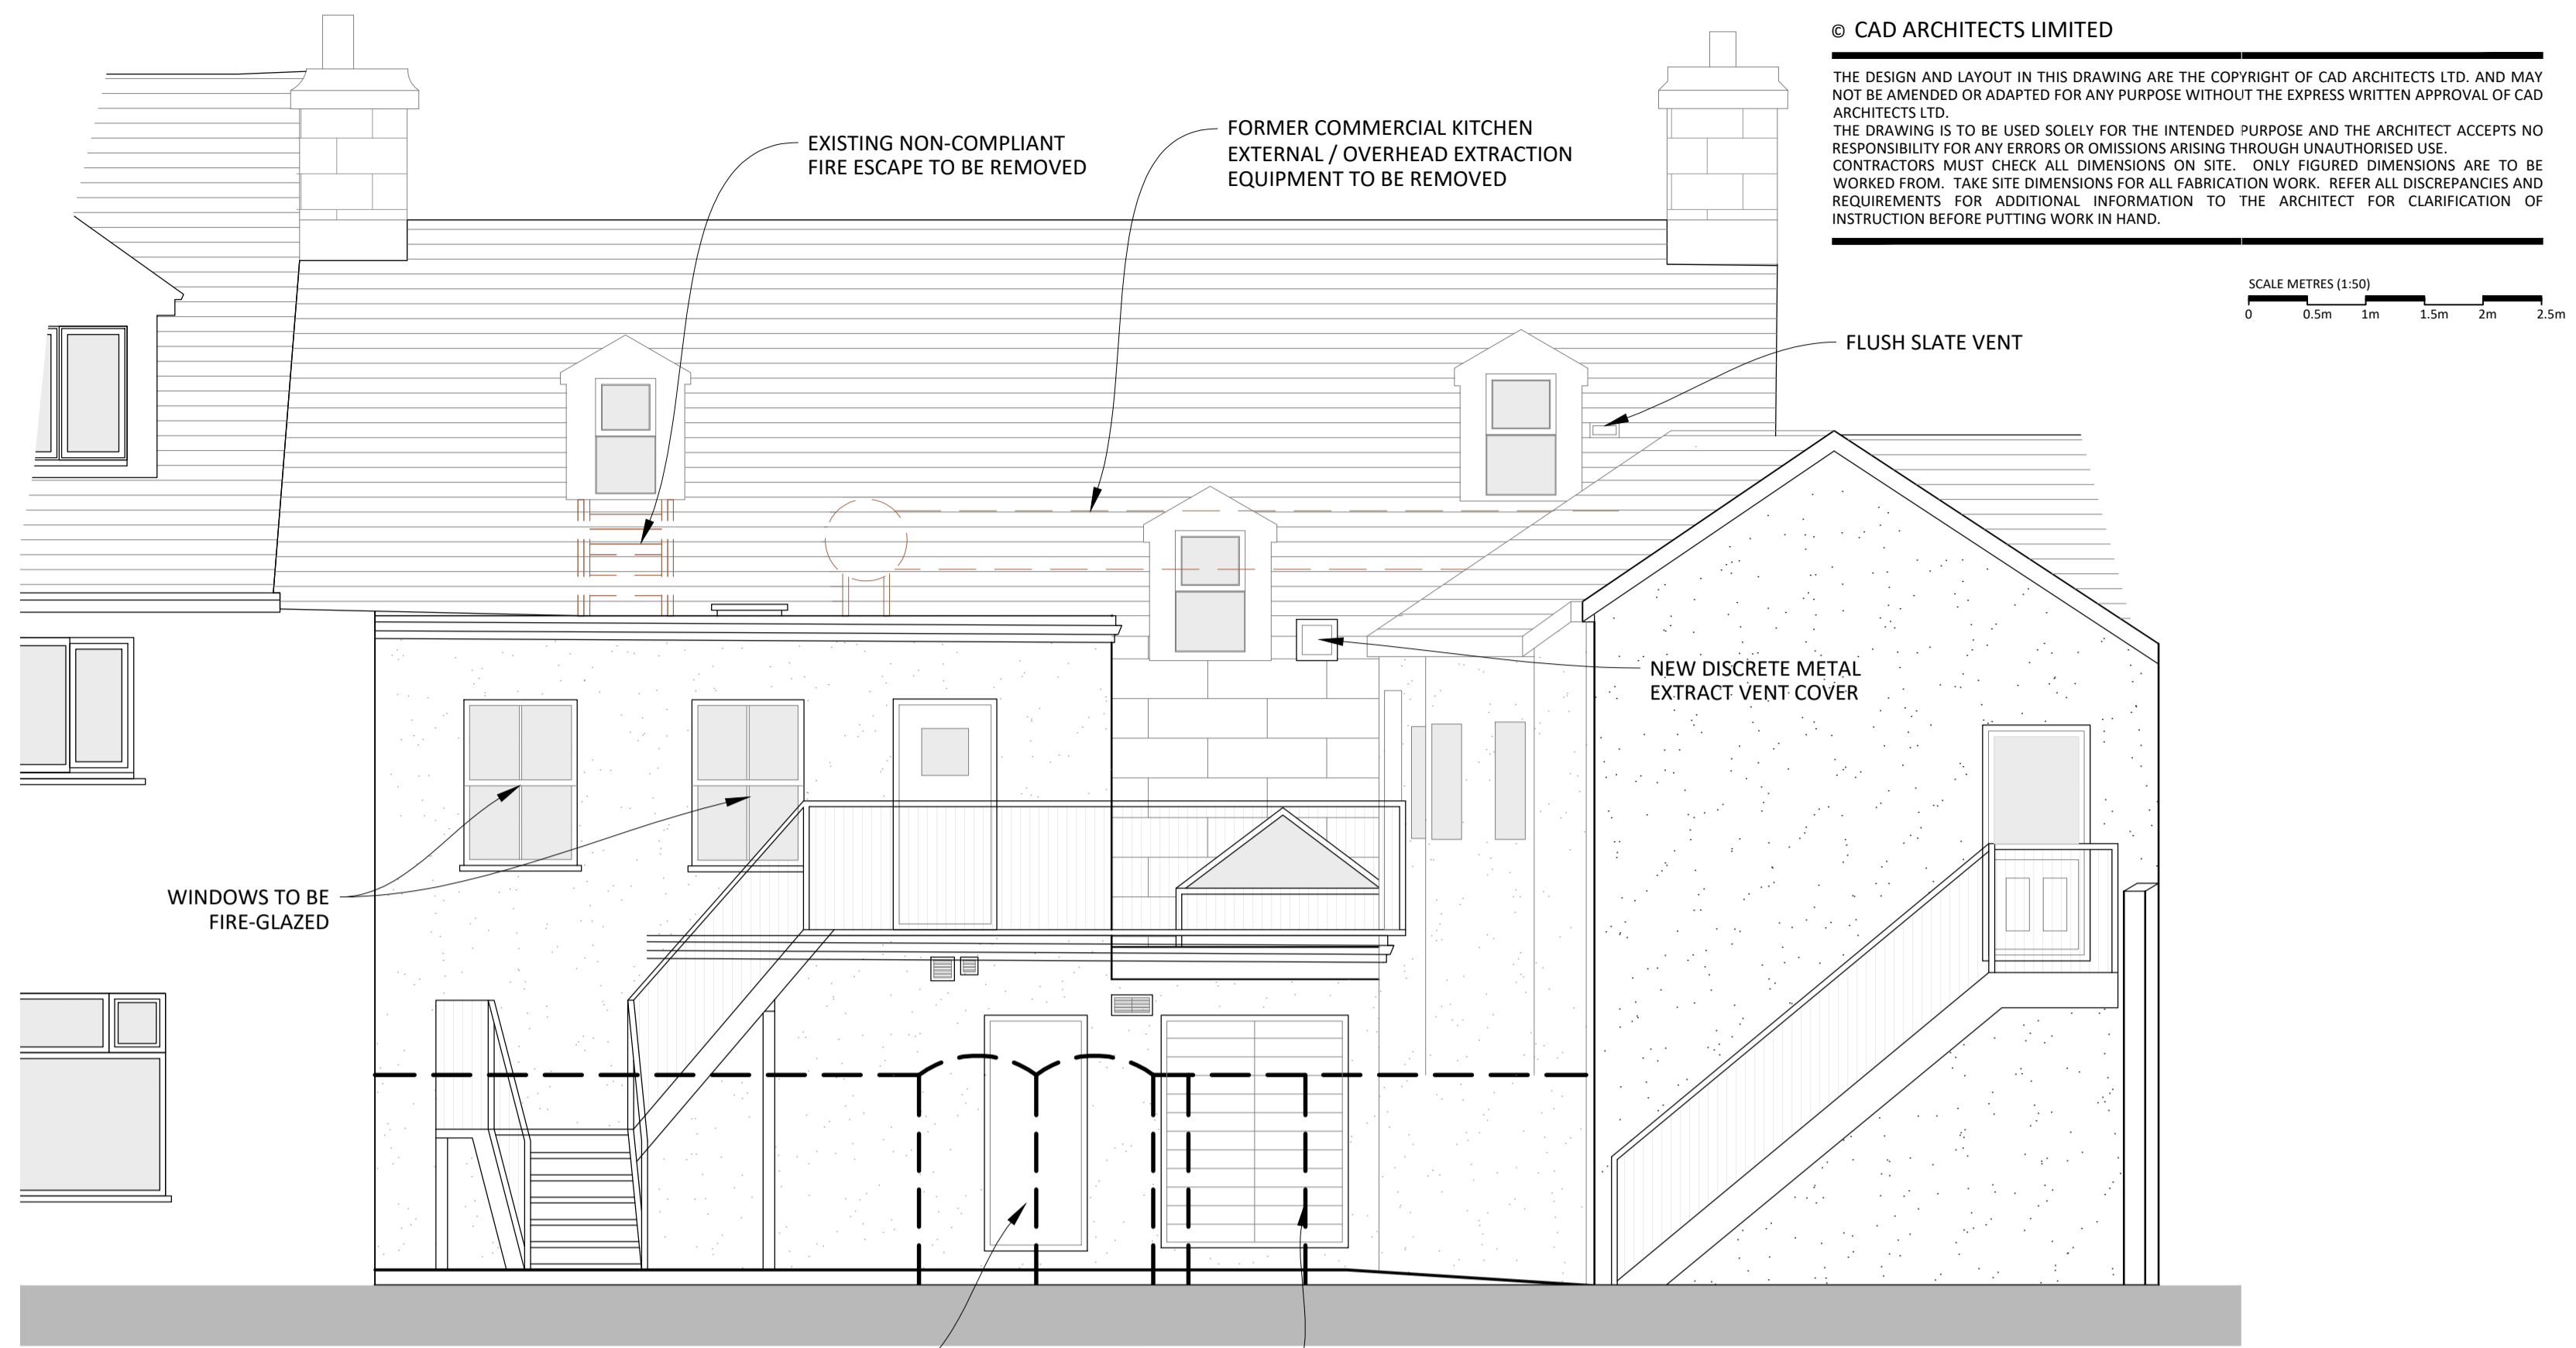 © CAD ARCHITECTS LIMITED
THE DESIGN AND LAYOUT IN THIS DRAWING ARE THE COPYRIGHT OF CAD ARCHITECTS LTD. AND MAY
NOT BE AMENDED OR ADAPTED FOR ANY PURPOSE WITHOUT THE EXPRESS WRITTEN APPROVAL OF CAD
ARCHITECTS LTD.
THE DRAWING IS TO BE USED SOLELY FOR THE INTENDED PURPOSE AND THE ARCHITECT ACCEPTS NO
RESPONSIBILITY FOR ANY ERRORS OR OMISSIONS ARISING THROUGH UNAUTHORISED USE.
CONTRACTORS MUST CHECK ALL DIMENSIONS ON SITE. ONLY FIGURED DIMENSIONS ARE TO BE
WORKED FROM. TAKE SITE DIMENSIONS FOR ALL FABRICATION WORK. REFER ALL DISCREPANCIES AND
REQUIREMENTS FOR ADDITIONAL INFORMATION TO THE ARCHITECT FOR CLARIFICATION OF
INSTRUCTION BEFORE PUTTING WORK IN HAND.
SCALE METRES (1:50)
0 0.5m 1m 1.5m 2m 2.5m
EXISTING NON-COMPLIANT
FIRE ESCAPE TO BE REMOVED
FORMER COMMERCIAL KITCHEN
EXTERNAL / OVERHEAD EXTRACTION
EQUIPMENT TO BE REMOVED
FLUSH SLATE VENT
NEW DISCRETE METAL
EXTRACT VENT COVER
WINDOWS TO BE
FIRE-GLAZED